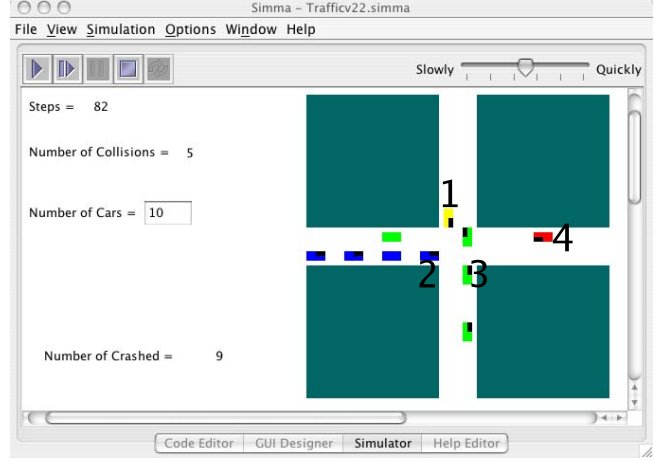 Simma – Trafficv22.simma
File View Simulation Options Window Help
Slowly Quickly
Steps = 82
Number of Collisions = 5
Number of Cars = 10
1
4
2 3
Number of Crashed = 9
Code Editor GUI Designer Simulator Help Editor